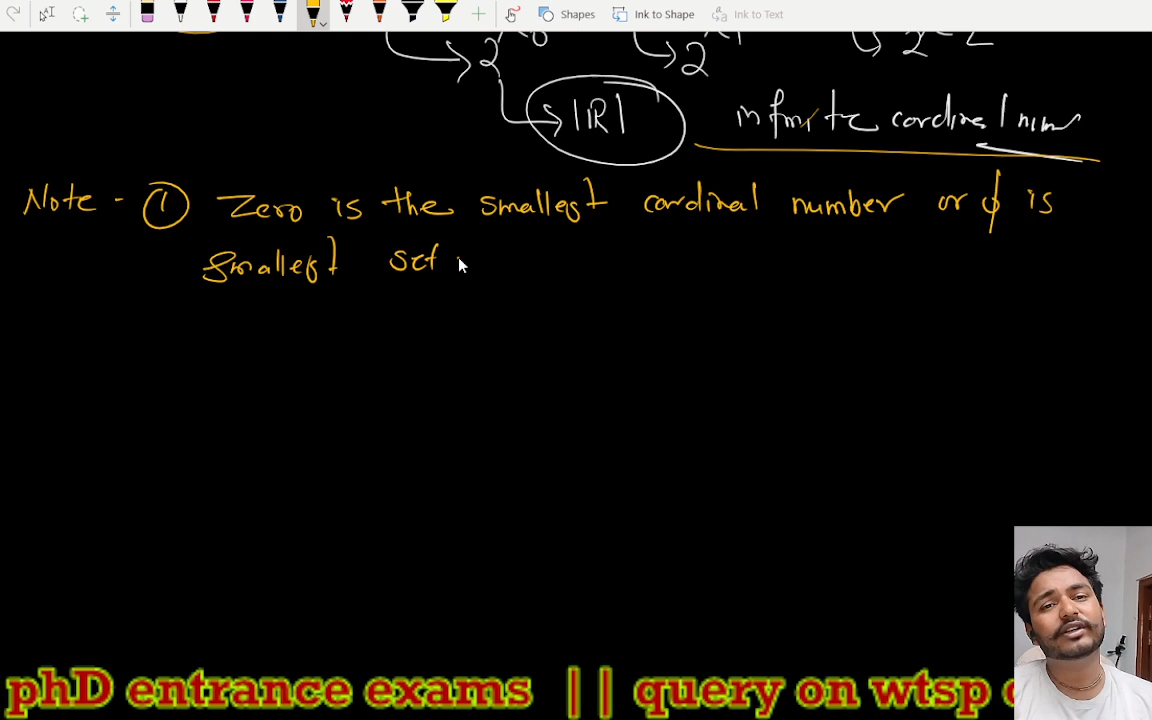 Shapes Ink to Shape Ink to Text
|ℝ| infinite cardinal num
Note - ① Zero is the smallest cardinal number or ϕ is
smallest set
phD entrance exams || query on wtsp